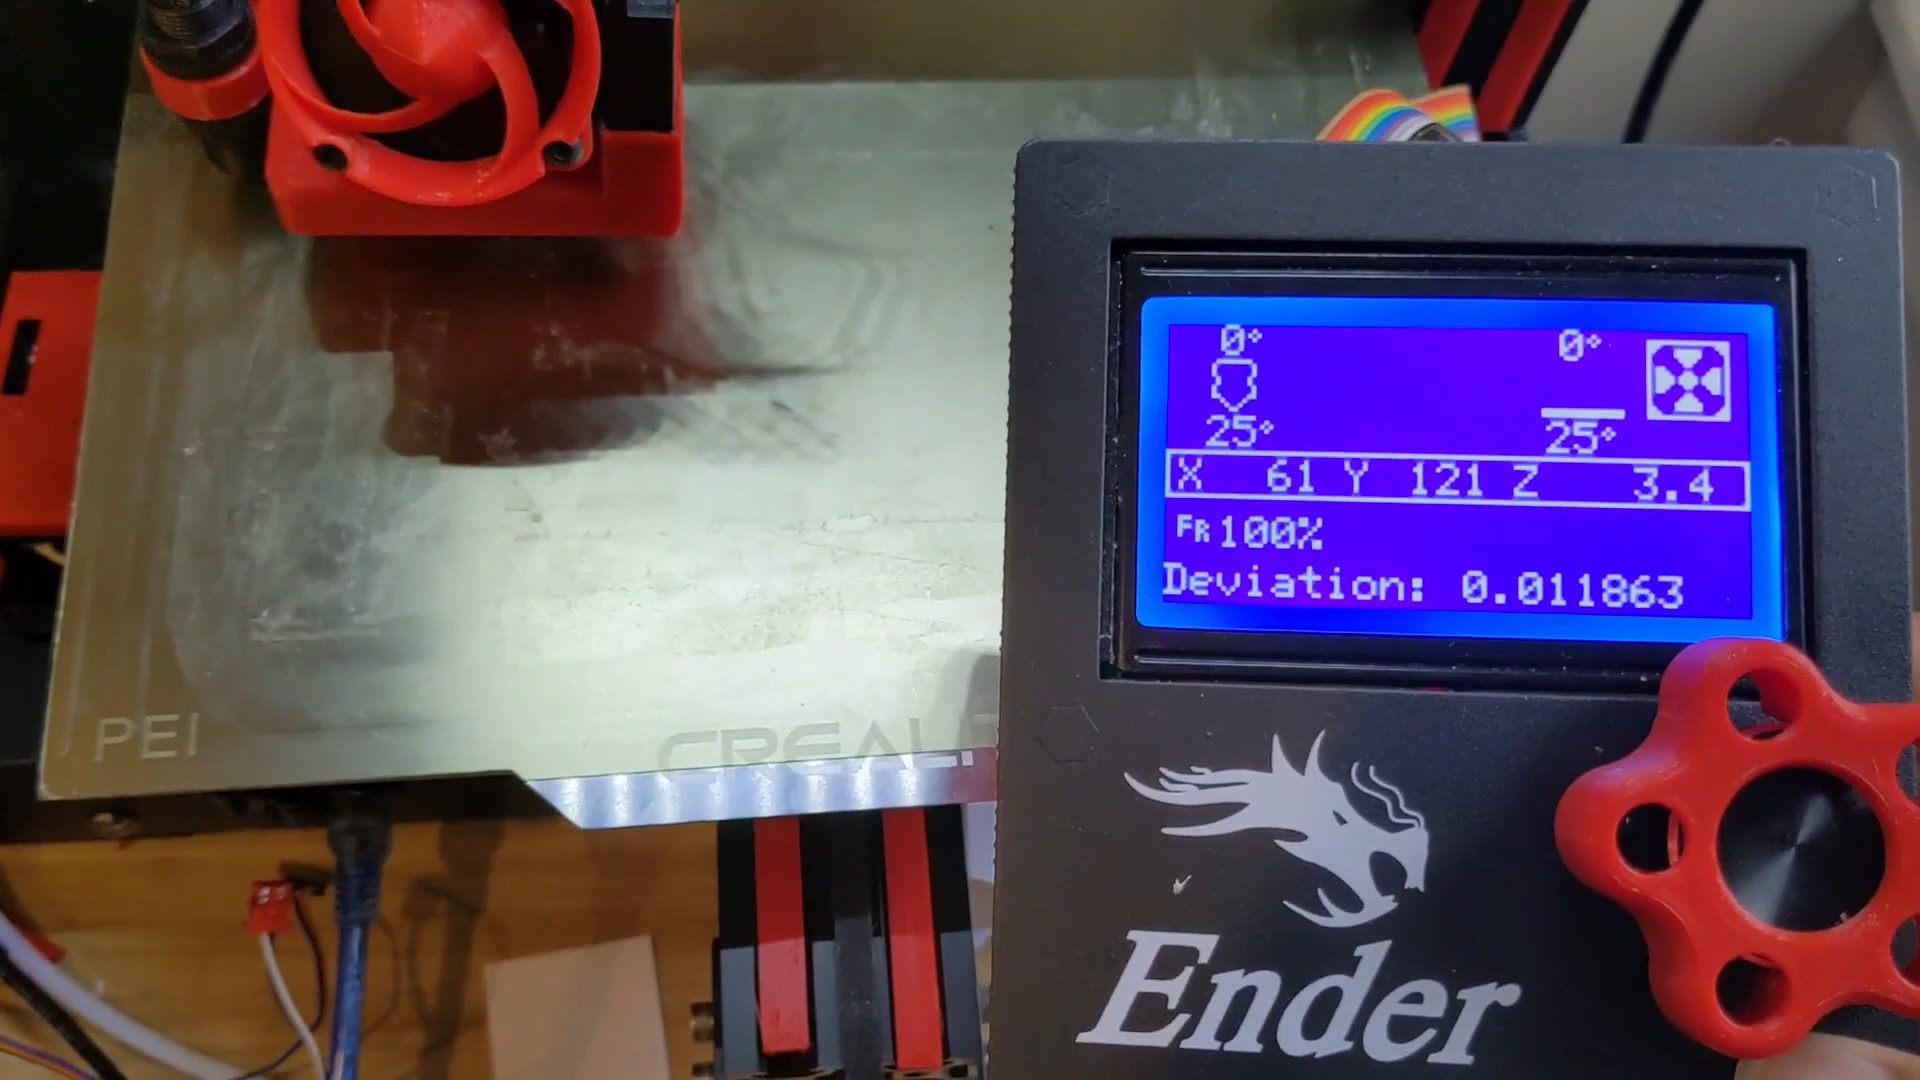 0° 0°
25° 25°
X 61 Y 121 Z 3.4
FR 100%
Deviation: 0.011863
PEI
Ender